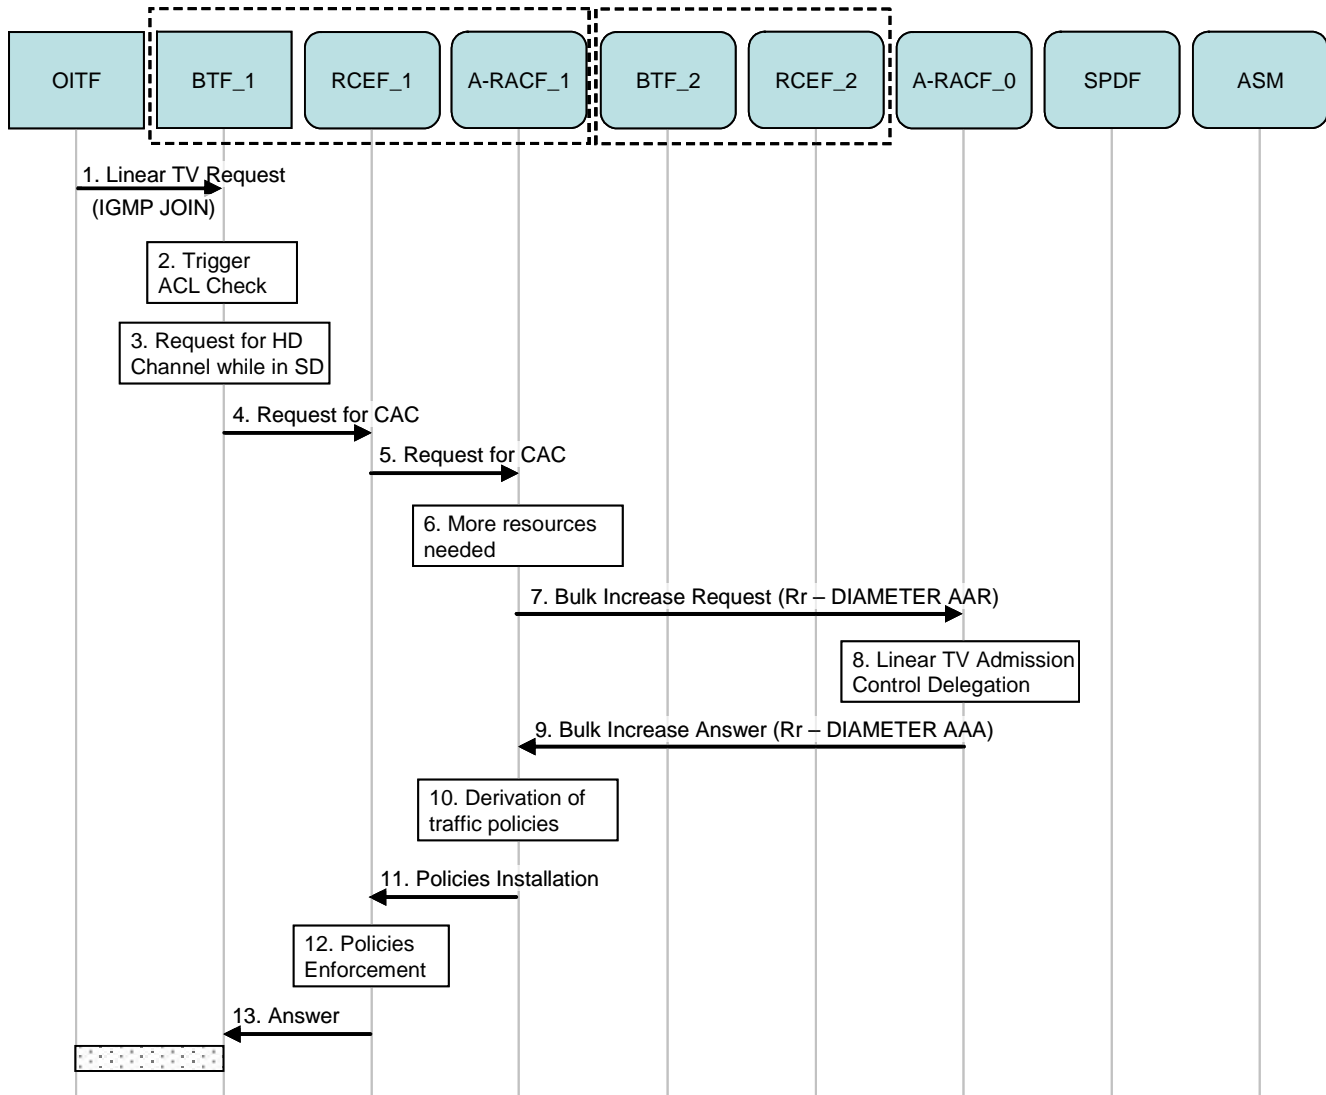 OITF
BTF_1
RCEF_1
A-RACF_1
BTF_2
RCEF_2
A-RACF_0
SPDF
ASM
1. Linear TV Request
(IGMP JOIN)
2. Trigger
ACL Check
3. Request for HD
Channel while in SD
4. Request for CAC
5. Request for CAC
6. More resources
needed
7. Bulk Increase Request (Rr – DIAMETER AAR)
8. Linear TV Admission
Control Delegation
9. Bulk Increase Answer (Rr – DIAMETER AAA)
10. Derivation of
traffic policies
11. Policies Installation
12. Policies
Enforcement
13. Answer